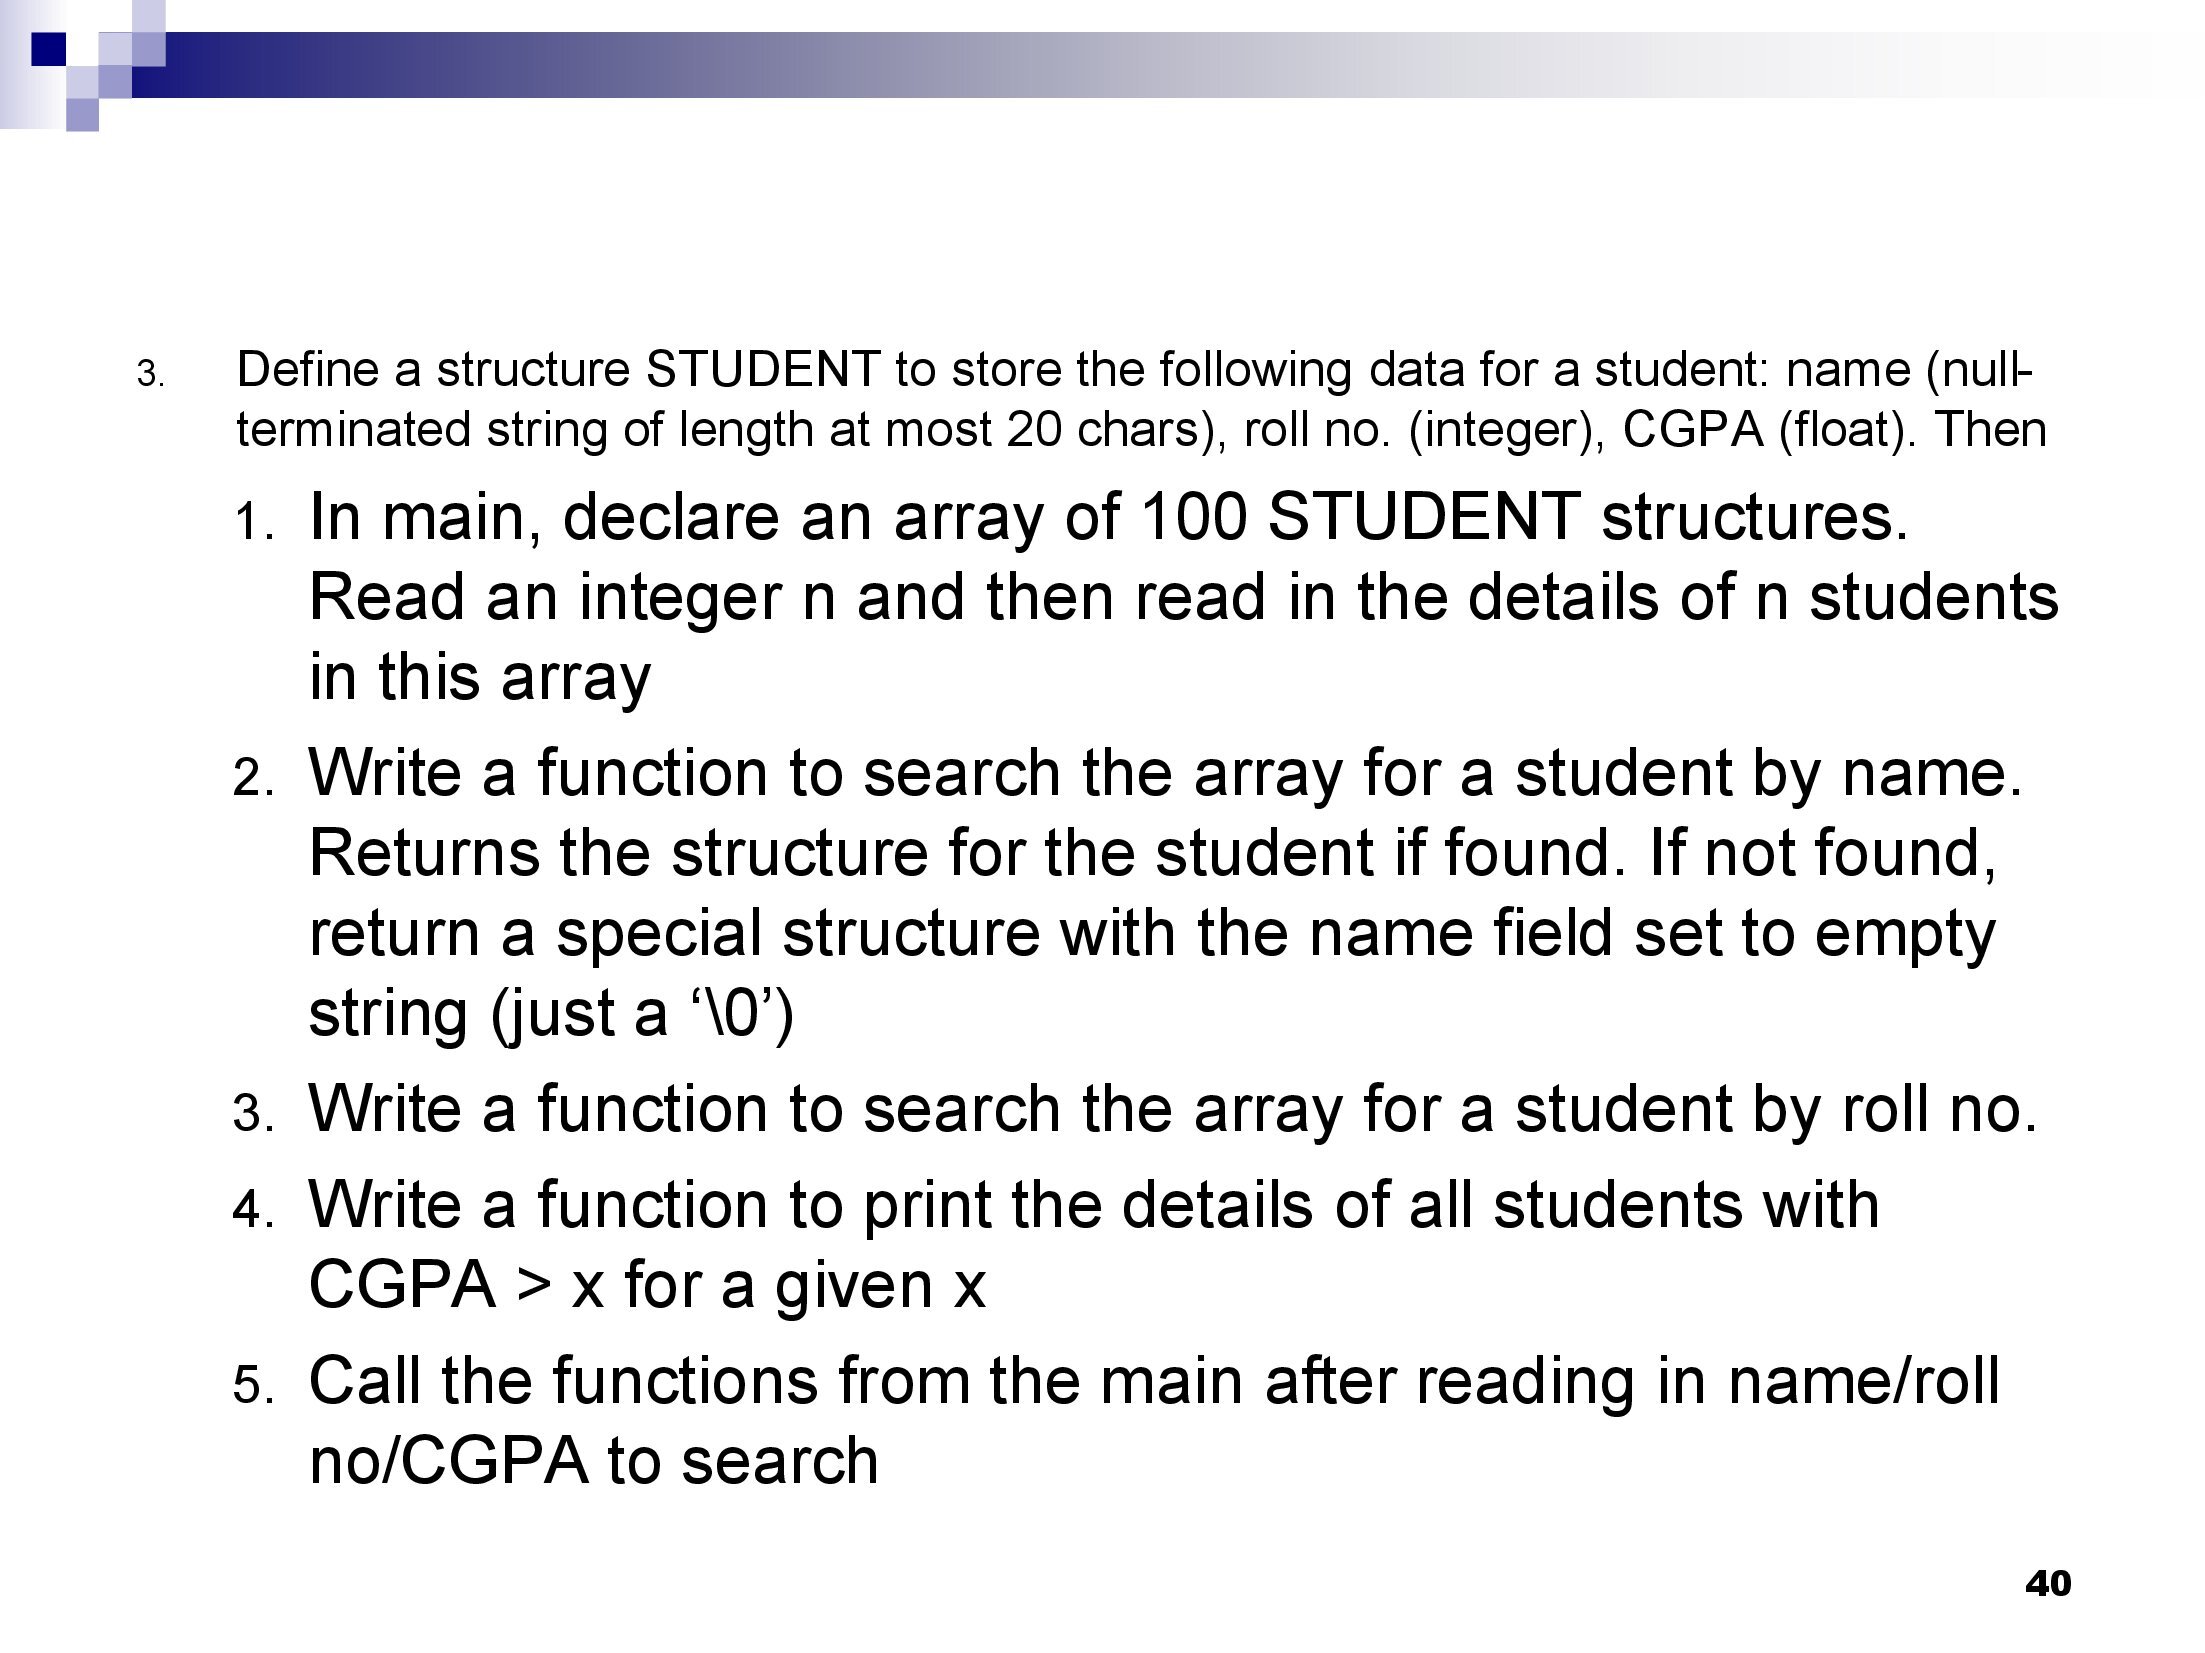 3. Define a structure STUDENT to store the following data for a student: name (null-
terminated string of length at most 20 chars), roll no. (integer), CGPA (float). Then
1. In main, declare an array of 100 STUDENT structures.
Read an integer n and then read in the details of n students
in this array
2. Write a function to search the array for a student by name.
Returns the structure for the student if found. If not found,
return a special structure with the name field set to empty
string (just a ‘\0’)
3. Write a function to search the array for a student by roll no.
4. Write a function to print the details of all students with
CGPA > x for a given x
5. Call the functions from the main after reading in name/roll
no/CGPA to search
40